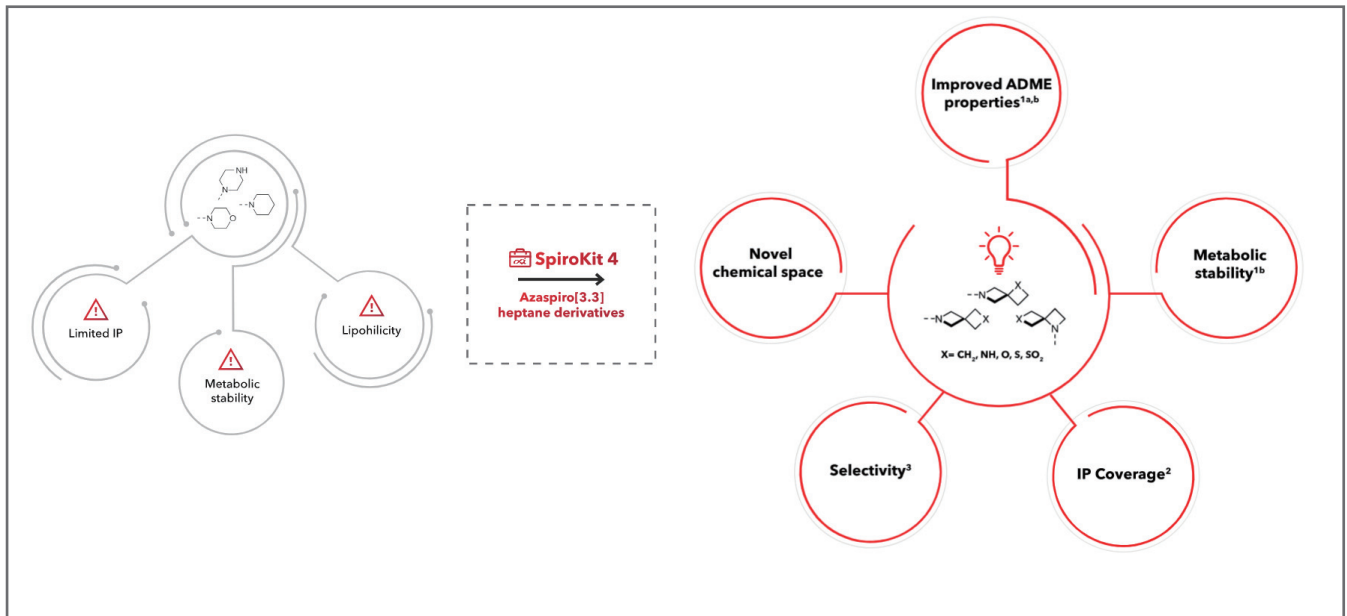 NH
N
N
N
O
Limited IP
Metabolic
stability
Lipohilicity
SpiroKit 4
Azaspiro[3.3]
heptane derivatives
Improved ADME
properties¹ᵃ,ᵇ
Novel
chemical space
Metabolic
stability¹ᵇ
X
N
N
X
X
N
X= CH₂, NH, O, S, SO₂
Selectivity³
IP Coverage²